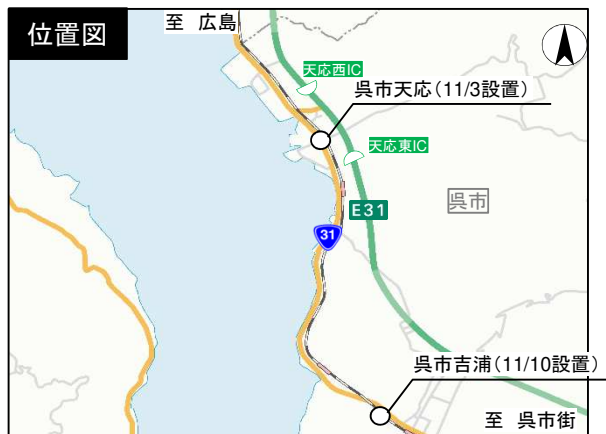 位置図
至 広島
天応西IC
呉市天応(11/3設置)
天応東IC
E31
呉市
31
呉市吉浦(11/10設置)
至 呉市街